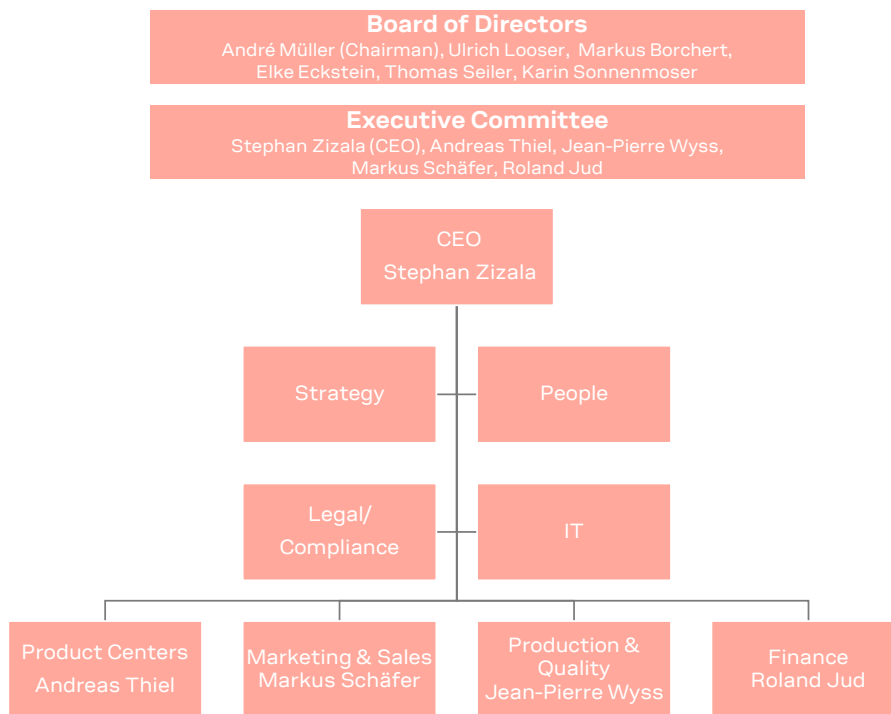 Board of Directors
André Müller (Chairman), Ulrich Looser, Markus Borchert,
Elke Eckstein, Thomas Seiler, Karin Sonnenmoser
Executive Committee
Stephan Zizala (CEO), Andreas Thiel, Jean-Pierre Wyss,
Markus Schäfer, Roland Jud
CEO
Stephan Zizala
Strategy
People
Legal/
Compliance
IT
Product Centers
Andreas Thiel
Marketing & Sales
Markus Schäfer
Production &
Quality
Jean-Pierre Wyss
Finance
Roland Jud